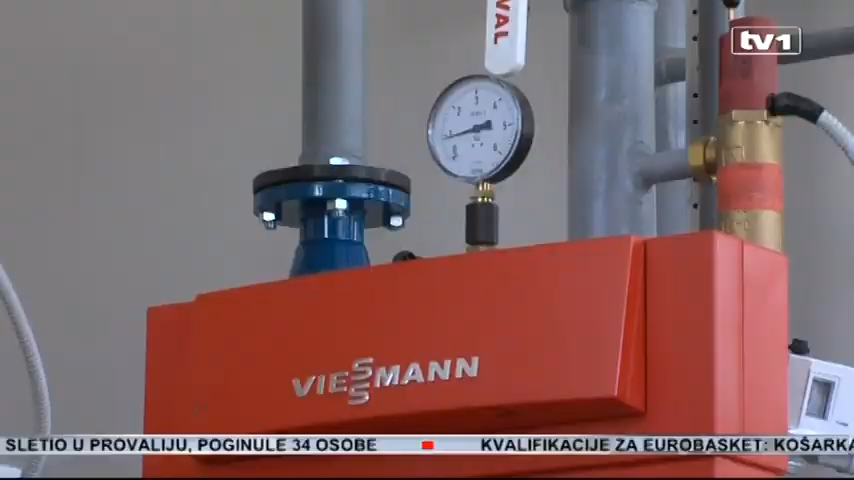 VAL
tv1
VIESSMANN
SLETIO U PROVALIJU, POGINULE 34 OSOBE
KVALIFIKACIJE ZA EUROBASKET: KOŠARKA